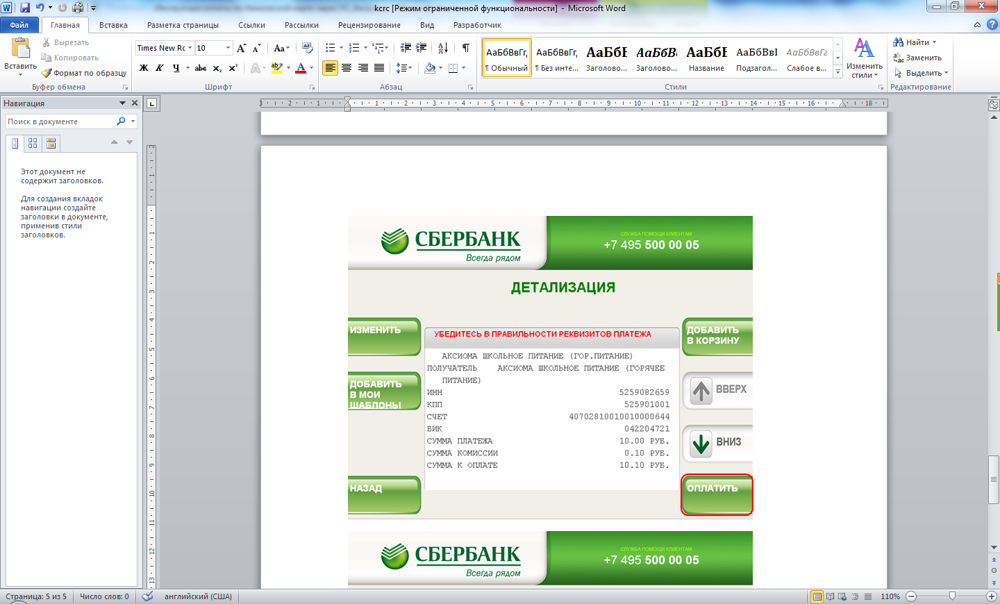 kcrc [Режим ограниченной функциональности] - Microsoft Word
Файл
Главная
Вставка
Разметка страницы
Ссылки
Рассылки
Рецензирование
Вид
Разработчик
Вставить
Вырезать
Копировать
Формат по образцу
Буфер обмена
Times New Rc
10
Шрифт
Абзац
АаБбВвГг,
¶ Обычный
АаБбВвГг,
¶ Без инте...
АаБбЕ
Заголово...
АаБбВ
Заголово...
АаБбЕ
Название
АаБбВвІ
Подзагол...
АаБбВвГг
Слабое в...
Изменить
стили
Стили
Найти
Заменить
Выделить
Редактирование
Навигация
Поиск в документе
Этот документ не
содержит заголовков.
Для создания вкладок
навигации создайте
заголовки в документе,
применив стили
заголовков.
СБЕРБАНК
Всегда рядом
СЛУЖБА ПОМОЩИ КЛИЕНТАМ
+7 495 500 00 05
ДЕТАЛИЗАЦИЯ
ИЗМЕНИТЬ
ДОБАВИТЬ
В МОИ
ШАБЛОНЫ
НАЗАД
УБЕДИТЕСЬ В ПРАВИЛЬНОСТИ РЕКВИЗИТОВ ПЛАТЕЖА
АКСИОМА ШКОЛЬНОЕ ПИТАНИЕ (ГОР.ПИТАНИЕ)
ПОЛУЧАТЕЛЬ АКСИОМА ШКОЛЬНОЕ ПИТАНИЕ (ГОРЯЧЕЕ
ПИТАНИЕ)
ИНН 5259082659
КПП 525901001
СЧЕТ 40702810010010000644
БИК 042204721
СУММА ПЛАТЕЖА 10.00 РУБ.
СУММА КОМИССИИ 0.10 РУБ.
СУММА К ОПЛАТЕ 10.10 РУБ.
ДОБАВИТЬ
В КОРЗИНУ
ВВЕРХ
ВНИЗ
ОПЛАТИТЬ
СБЕРБАНК
Всегда рядом
СЛУЖБА ПОМОЩИ КЛИЕНТАМ
+7 495 500 00 05
Страница: 5 из 5
Число слов: 0
английский (США)
110%